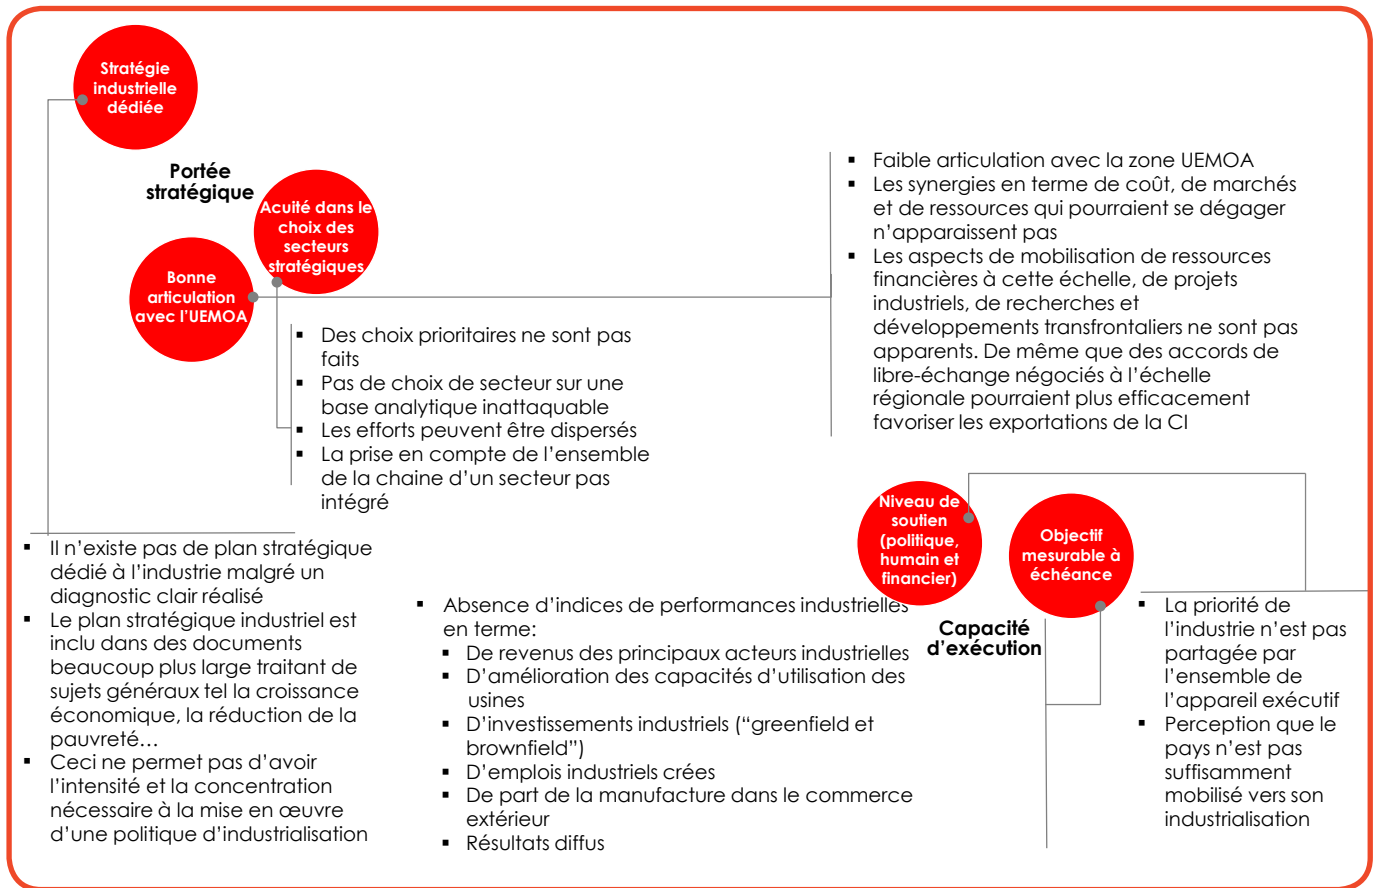 Stratégie
industrielle
dédiée
Portée
stratégique
Acuité dans le
choix des
secteurs
stratégiques
Bonne
articulation
avec l'UEMOA
▪ Faible articulation avec la zone UEMOA
▪ Les synergies en terme de coût, de marchés
et de ressources qui pourraient se dégager
n'apparaissent pas
▪ Les aspects de mobilisation de ressources
financières à cette échelle, de projets
industriels, de recherches et
développements transfrontaliers ne sont pas
apparents. De même que des accords de
libre-échange négociés à l'échelle
régionale pourraient plus efficacement
favoriser les exportations de la CI
▪ Des choix prioritaires ne sont pas
faits
▪ Pas de choix de secteur sur une
base analytique inattaquable
▪ Les efforts peuvent être dispersés
▪ La prise en compte de l'ensemble
de la chaine d'un secteur pas
intégré
▪ Il n'existe pas de plan stratégique
dédié à l'industrie malgré un
diagnostic clair réalisé
▪ Le plan stratégique industriel est
inclu dans des documents
beaucoup plus large traitant de
sujets généraux tel la croissance
économique, la réduction de la
pauvreté…
▪ Ceci ne permet pas d'avoir
l'intensité et la concentration
nécessaire à la mise en œuvre
d'une politique d'industrialisation
Niveau de
soutien
(politique,
humain et
financier)
Objectif
mesurable à
échéance
Capacité
d'exécution
▪ Absence d'indices de performances industrielles
en terme:
▪ De revenus des principaux acteurs industrielles
▪ D'amélioration des capacités d'utilisation des
usines
▪ D'investissements industriels ("greenfield et
brownfield")
▪ D'emplois industriels crées
▪ De part de la manufacture dans le commerce
extérieur
▪ Résultats diffus
▪ La priorité de
l'industrie n'est pas
partagée par
l'ensemble de
l'appareil exécutif
▪ Perception que le
pays n'est pas
suffisamment
mobilisé vers son
industrialisation